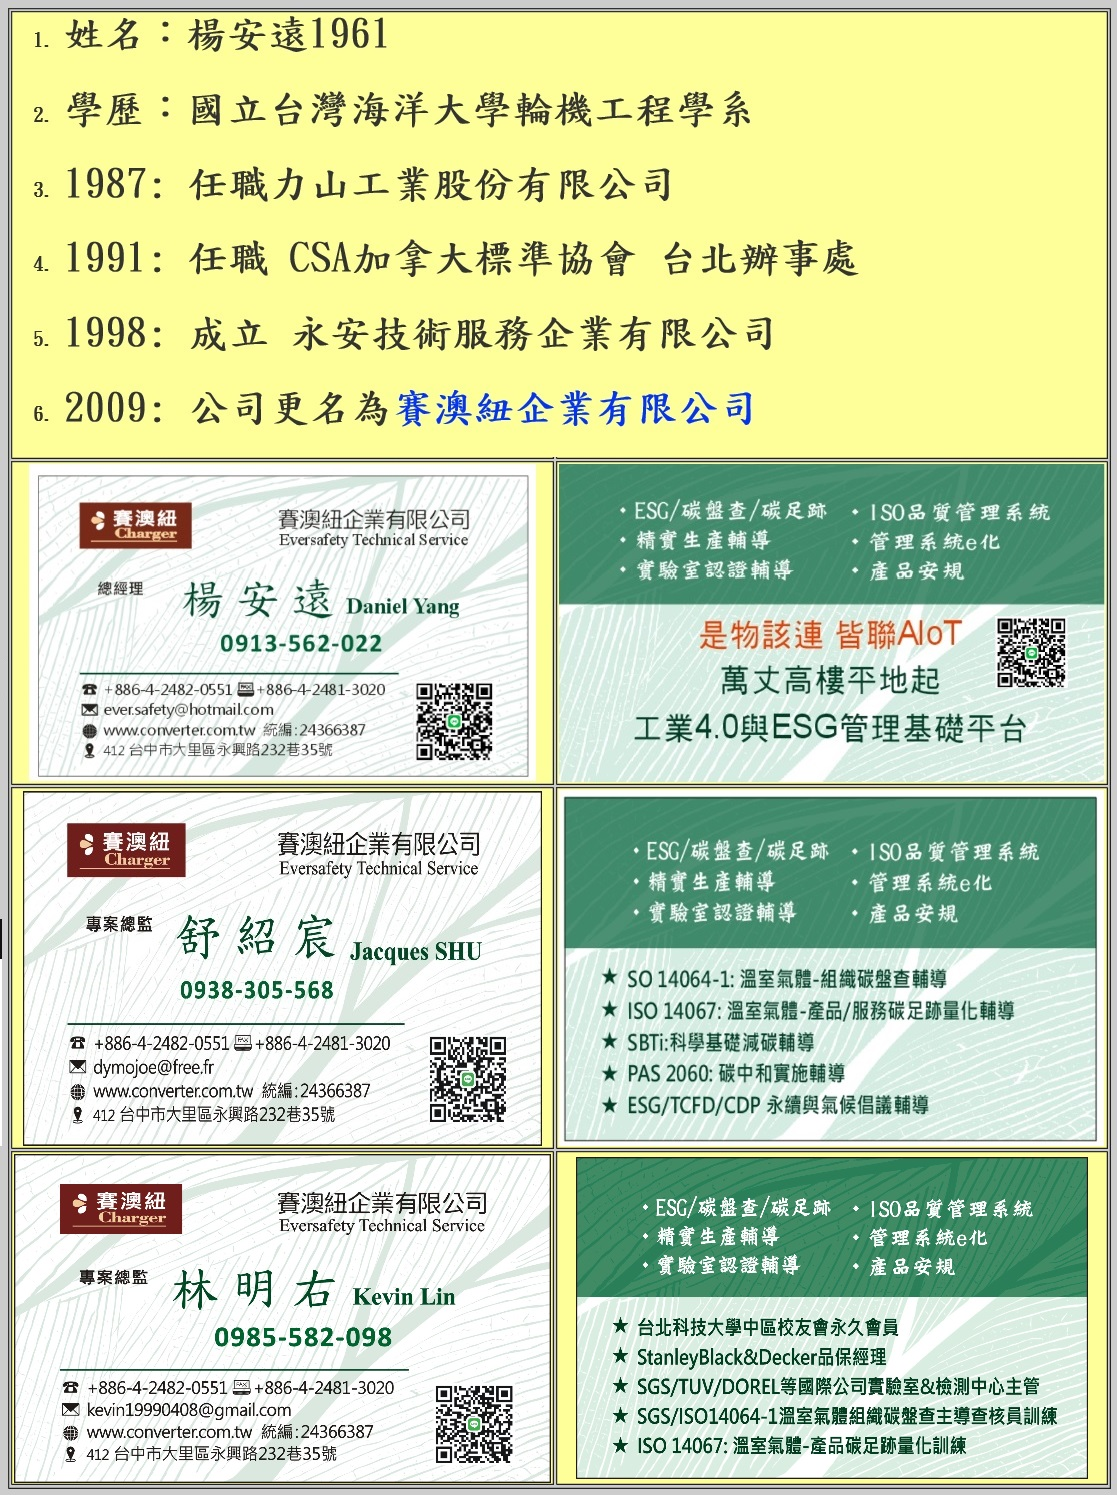 1. 姓名：楊安遠1961
2. 學歷：國立台灣海洋大學輪機工程學系
3. 1987: 任職力山工業股份有限公司
4. 1991: 任職 CSA加拿大標準協會 台北辦事處
5. 1998: 成立 永安技術服務企業有限公司
6. 2009: 公司更名為賽澳紐企業有限公司
賽澳紐
Charger
賽澳紐企業有限公司
Eversafety Technical Service
總經理 楊安遠 Daniel Yang
0913-562-022
+886-4-2482-0551 FAX +886-4-2481-3020
ever.safety@hotmail.com
www.converter.com.tw 統編:24366387
412 台中市大里區永興路232巷35號
・ESG/碳盤查/碳足跡 ・ISO品質管理系統
・精實生產輔導 ・管理系統e化
・實驗室認證輔導 ・產品安規
是物該連 皆聯AIoT
萬丈高樓平地起
工業4.0與ESG管理基礎平台
賽澳紐
Charger
賽澳紐企業有限公司
Eversafety Technical Service
專案總監 舒紹宸 Jacques SHU
0938-305-568
+886-4-2482-0551 FAX +886-4-2481-3020
dymojoe@free.fr
www.converter.com.tw 統編:24366387
412 台中市大里區永興路232巷35號
・ESG/碳盤查/碳足跡 ・ISO品質管理系統
・精實生產輔導 ・管理系統e化
・實驗室認證輔導 ・產品安規
★ SO 14064-1: 溫室氣體-組織碳盤查輔導
★ ISO 14067: 溫室氣體-產品/服務碳足跡量化輔導
★ SBTi:科學基礎減碳輔導
★ PAS 2060: 碳中和實施輔導
★ ESG/TCFD/CDP 永續與氣候倡議輔導
賽澳紐
Charger
賽澳紐企業有限公司
Eversafety Technical Service
專案總監 林明右 Kevin Lin
0985-582-098
+886-4-2482-0551 FAX +886-4-2481-3020
kevin19990408@gmail.com
www.converter.com.tw 統編:24366387
412 台中市大里區永興路232巷35號
・ESG/碳盤查/碳足跡 ・ISO品質管理系統
・精實生產輔導 ・管理系統e化
・實驗室認證輔導 ・產品安規
★ 台北科技大學中區校友會永久會員
★ StanleyBlack&Decker品保經理
★ SGS/TUV/DOREL等國際公司實驗室&檢測中心主管
★ SGS/ISO14064-1溫室氣體組織碳盤查主導查核員訓練
★ ISO 14067: 溫室氣體-產品碳足跡量化訓練